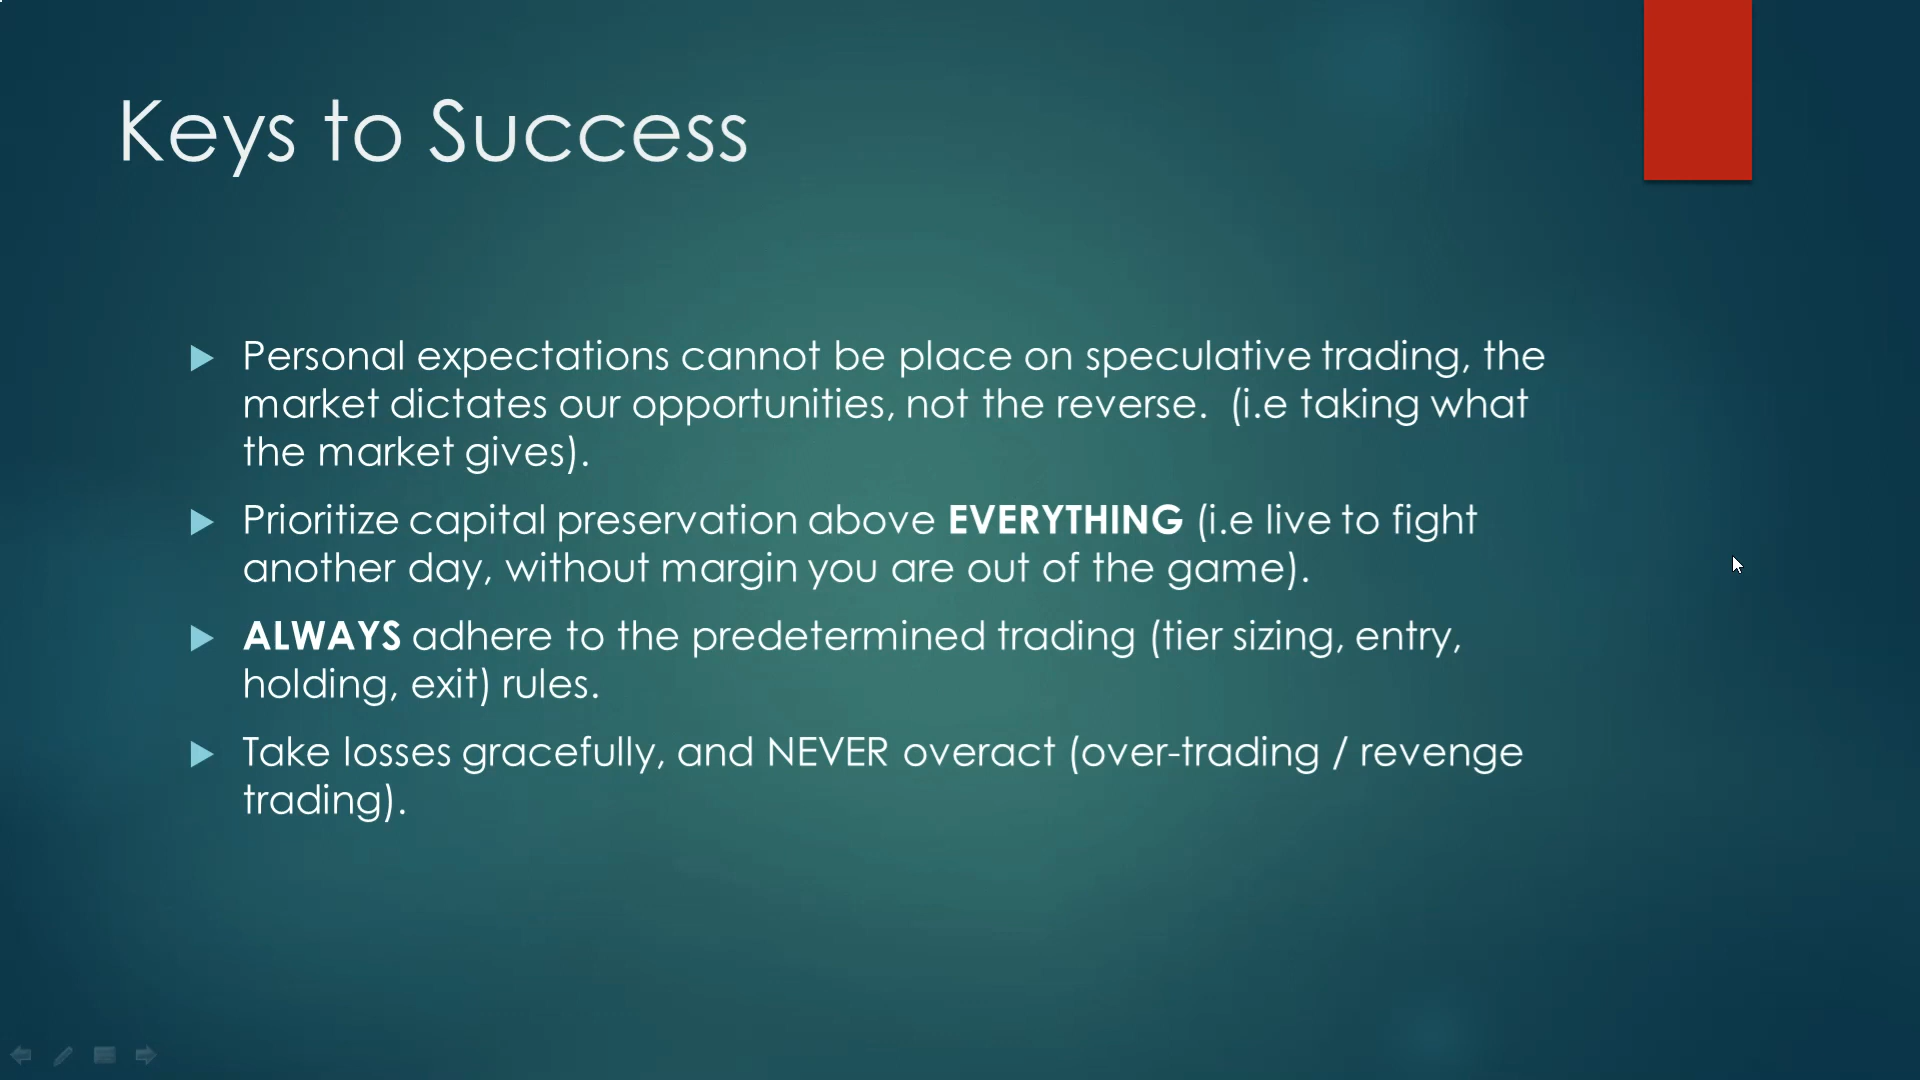 Keys to Success
Personal expectations cannot be place on speculative trading, the
market dictates our opportunities, not the reverse.  (i.e taking what
the market gives).
Prioritize capital preservation above EVERYTHING (i.e live to fight
another day, without margin you are out of the game).
ALWAYS adhere to the predetermined trading (tier sizing, entry,
holding, exit) rules.
Take losses gracefully, and NEVER overact (over-trading / revenge
trading).